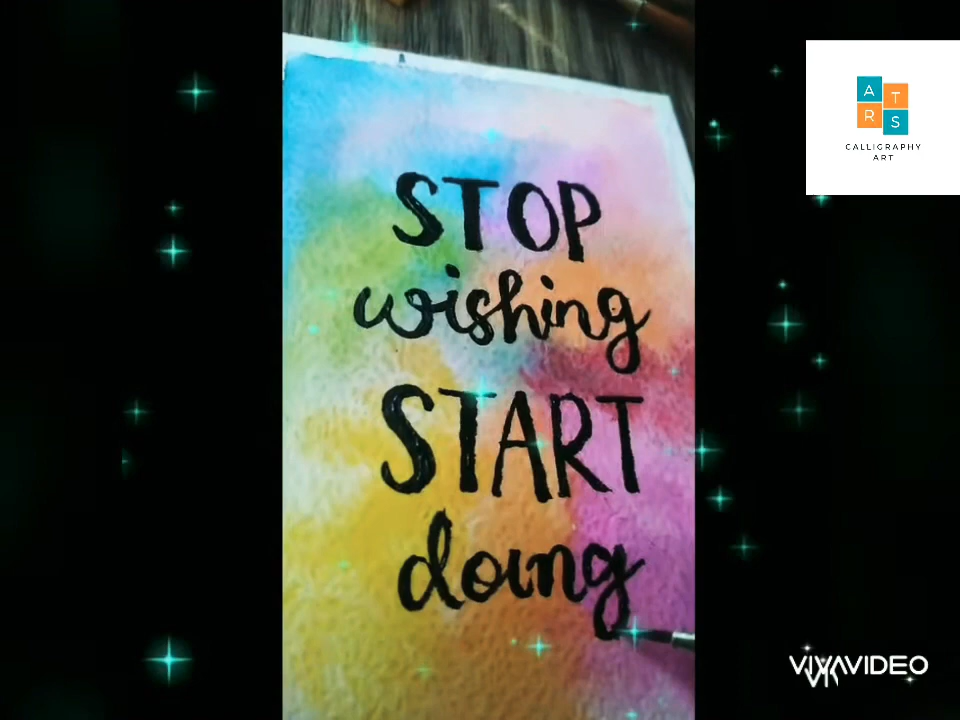 STOP
wishing
START
doing
A
T
R
S
CALLIGRAPHY
ART
VIVAVIDEO